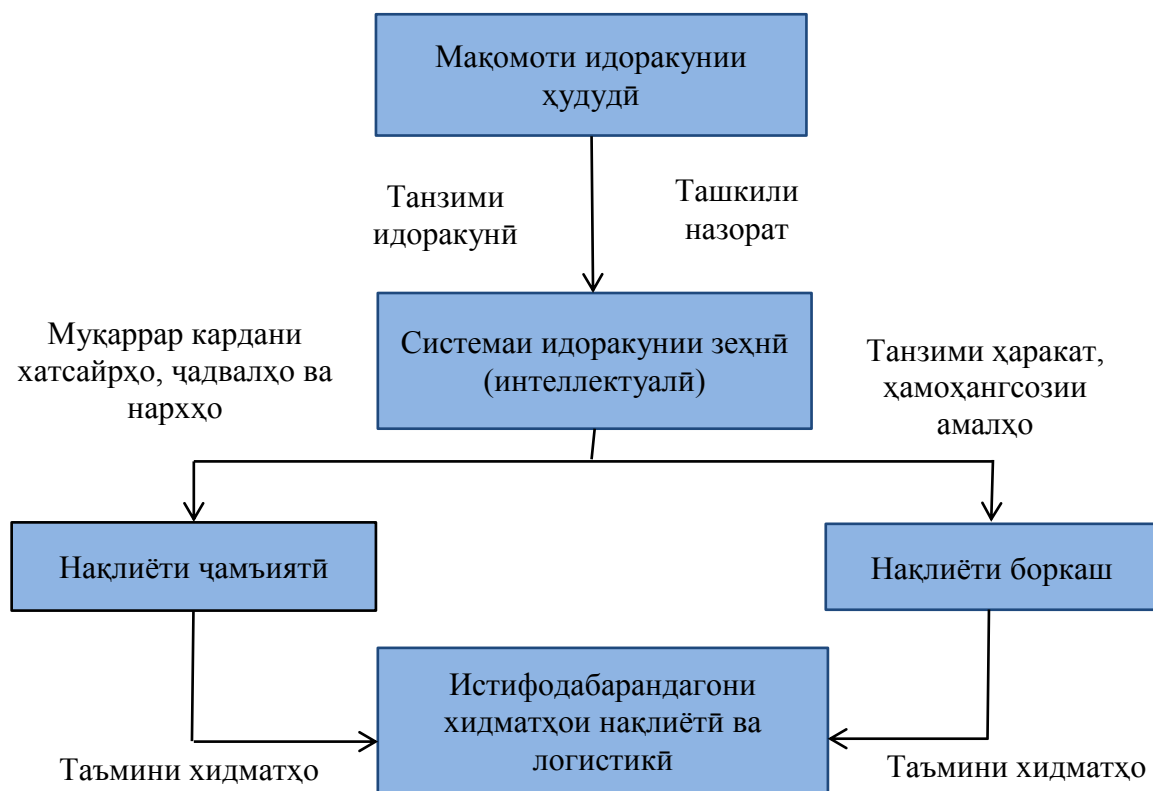 Мақомоти идоракунии
ҳудудӣ
Танзими
идоракунӣ
Ташкили
назорат
Муқаррар кардани
хатсайрҳо, ҷадвалҳо ва
нархҳо
Системаи идоракунии зеҳнӣ
(интеллектуалӣ)
Танзими ҳаракат,
ҳамоҳангсозии
амалҳо
Нақлиёти ҷамъиятӣ
Нақлиёти боркаш
Истифодабарандагони
хидматҳои нақлиётӣ ва
логистикӣ
Таъмини хидматҳо
Таъмини хидматҳо